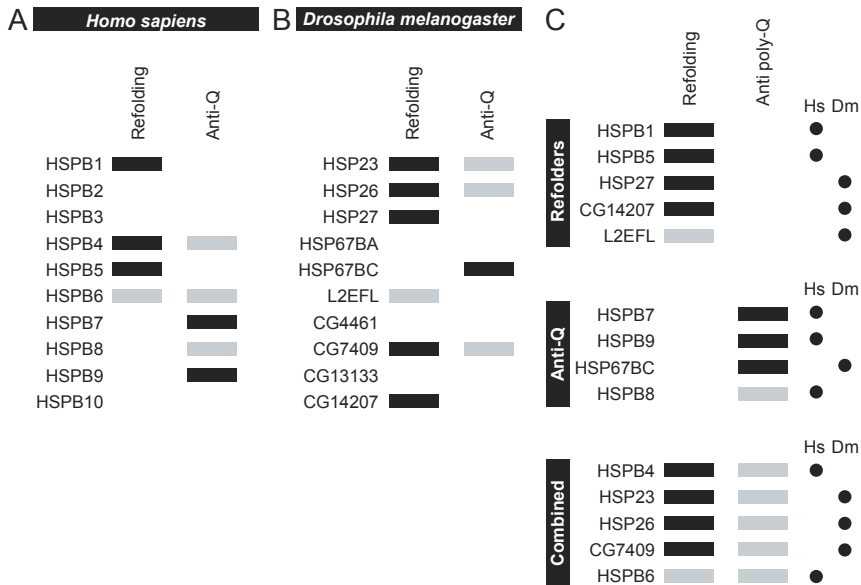 A Homo sapiens
Refolding
Anti-Q
HSPB1
HSPB2
HSPB3
HSPB4
HSPB5
HSPB6
HSPB7
HSPB8
HSPB9
HSPB10
B Drosophila melanogaster
Refolding
Anti-Q
HSP23
HSP26
HSP27
HSP67BA
HSP67BC
L2EFL
CG4461
CG7409
CG13133
CG14207
C
Refolding
Anti poly-Q
Hs Dm
Refolders
HSPB1
HSPB5
HSP27
CG14207
L2EFL
Hs Dm
Anti-Q
HSPB7
HSPB9
HSP67BC
HSPB8
Hs Dm
Combined
HSPB4
HSP23
HSP26
CG7409
HSPB6